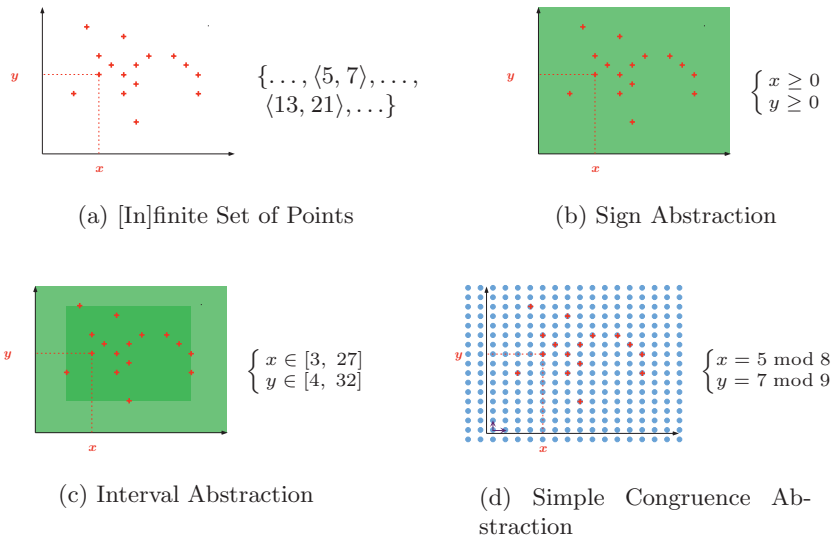 y
x
{..., ⟨5, 7⟩, ...,
⟨13, 21⟩, ...}
(a) [In]finite Set of Points
y
x
{ x ≥ 0
y ≥ 0
(b) Sign Abstraction
y
x
{ x ∈ [3, 27]
y ∈ [4, 32]
(c) Interval Abstraction
y
x
{ x = 5 mod 8
y = 7 mod 9
(d) Simple Congruence Ab-
straction